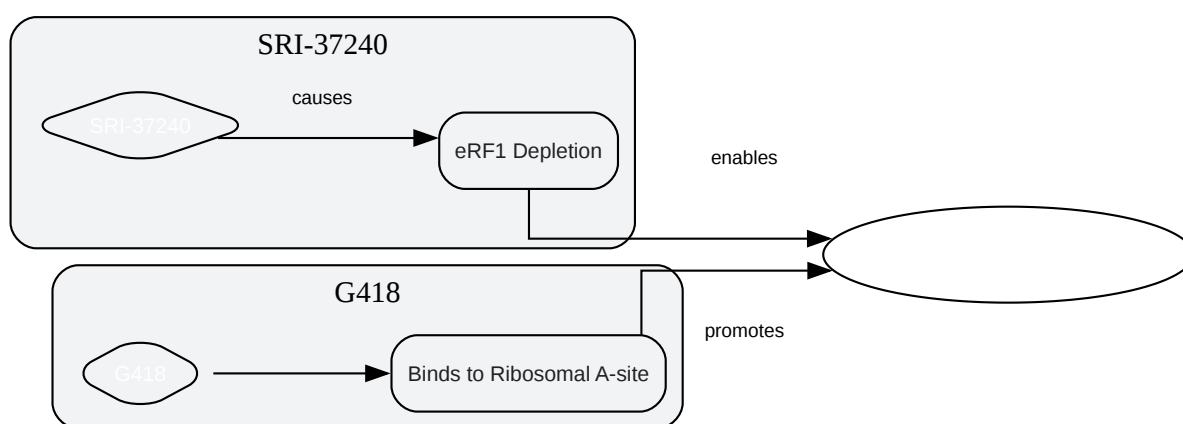 SRI-37240
causes
SRI-37240
eRF1 Depletion
enables
G418
promotes
G418
Binds to Ribosomal A-site